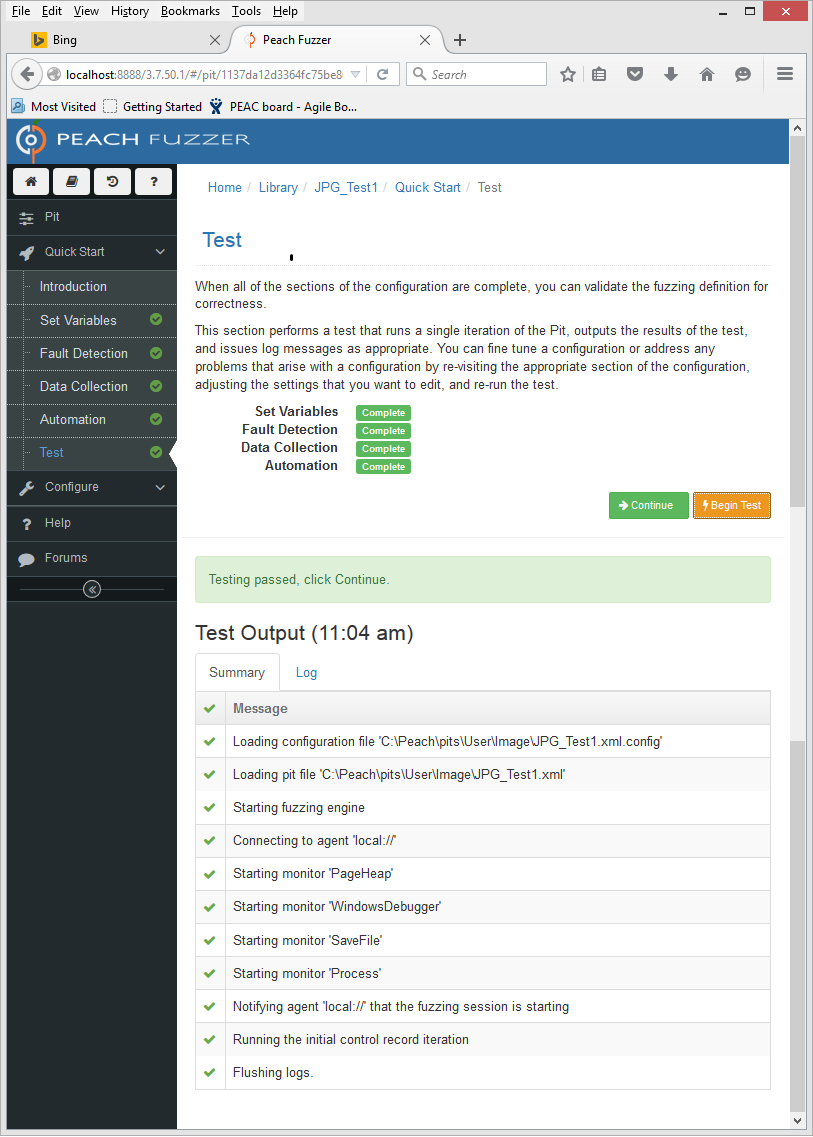 File Edit View History Bookmarks Tools Help
Bing
Peach Fuzzer
localhost:8888/3.7.50.1/#/pit/1137da12d3364fc75be8
Search
Most Visited Getting Started PEAC board - Agile Bo...
PEACH FUZZER
Home / Library / JPG_Test1 / Quick Start / Test
Pit
Quick Start
Introduction
Set Variables
Fault Detection
Data Collection
Automation
Test
Configure
Help
Forums
Test
When all of the sections of the configuration are complete, you can validate the fuzzing definition for
correctness.
This section performs a test that runs a single iteration of the Pit, outputs the results of the test,
and issues log messages as appropriate. You can fine tune a configuration or address any
problems that arise with a configuration by re-visiting the appropriate section of the configuration,
adjusting the settings that you want to edit, and re-run the test.
Set Variables Complete
Fault Detection Complete
Data Collection Complete
Automation Complete
Continue Begin Test
Testing passed, click Continue.
Test Output (11:04 am)
Summary Log
Message
Loading configuration file 'C:\Peach\pits\User\Image\JPG_Test1.xml.config'
Loading pit file 'C:\Peach\pits\User\Image\JPG_Test1.xml'
Starting fuzzing engine
Connecting to agent 'local://'
Starting monitor 'PageHeap'
Starting monitor 'WindowsDebugger'
Starting monitor 'SaveFile'
Starting monitor 'Process'
Notifying agent 'local://' that the fuzzing session is starting
Running the initial control record iteration
Flushing logs.